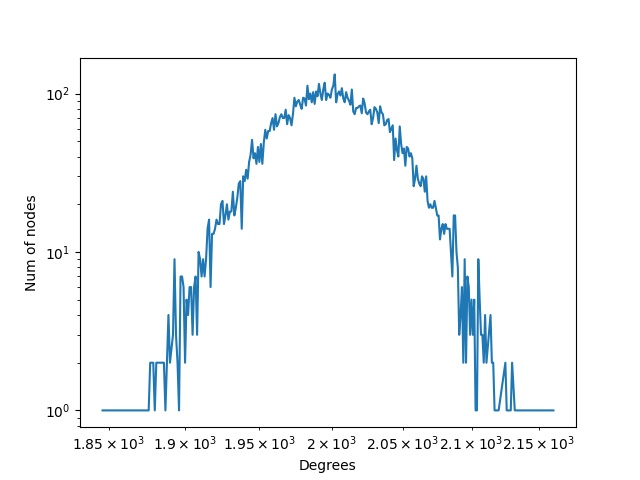 Num of nodes
10²
10¹
10⁰
1.85 × 10³ 1.9 × 10³ 1.95 × 10³ 2 × 10³ 2.05 × 10³ 2.1 × 10³ 2.15 × 10³
Degrees